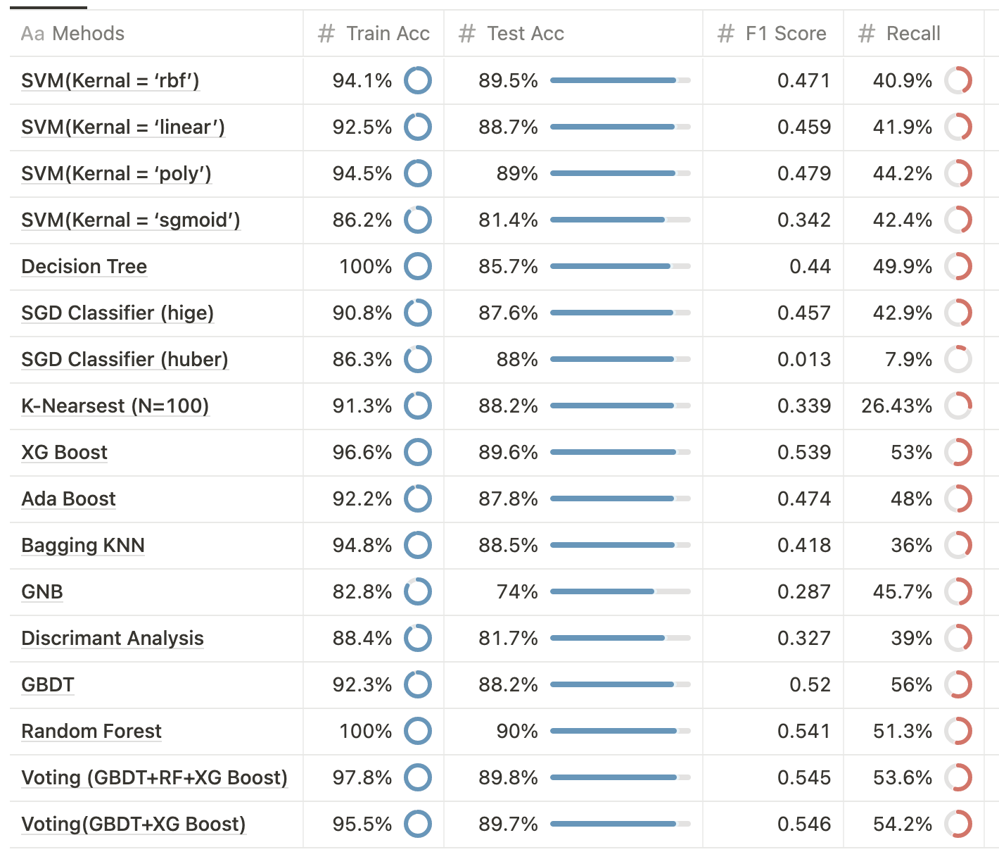 Aa Mehods # Train Acc # Test Acc # F1 Score # Recall
SVM(Kernal = ‘rbf’) 94.1% 89.5% 0.471 40.9%
SVM(Kernal = ‘linear’) 92.5% 88.7% 0.459 41.9%
SVM(Kernal = ‘poly’) 94.5% 89% 0.479 44.2%
SVM(Kernal = ‘sgmoid’) 86.2% 81.4% 0.342 42.4%
Decision Tree 100% 85.7% 0.44 49.9%
SGD Classifier (hige) 90.8% 87.6% 0.457 42.9%
SGD Classifier (huber) 86.3% 88% 0.013 7.9%
K-Nearsest (N=100) 91.3% 88.2% 0.339 26.43%
XG Boost 96.6% 89.6% 0.539 53%
Ada Boost 92.2% 87.8% 0.474 48%
Bagging KNN 94.8% 88.5% 0.418 36%
GNB 82.8% 74% 0.287 45.7%
Discrimant Analysis 88.4% 81.7% 0.327 39%
GBDT 92.3% 88.2% 0.52 56%
Random Forest 100% 90% 0.541 51.3%
Voting (GBDT+RF+XG Boost) 97.8% 89.8% 0.545 53.6%
Voting(GBDT+XG Boost) 95.5% 89.7% 0.546 54.2%